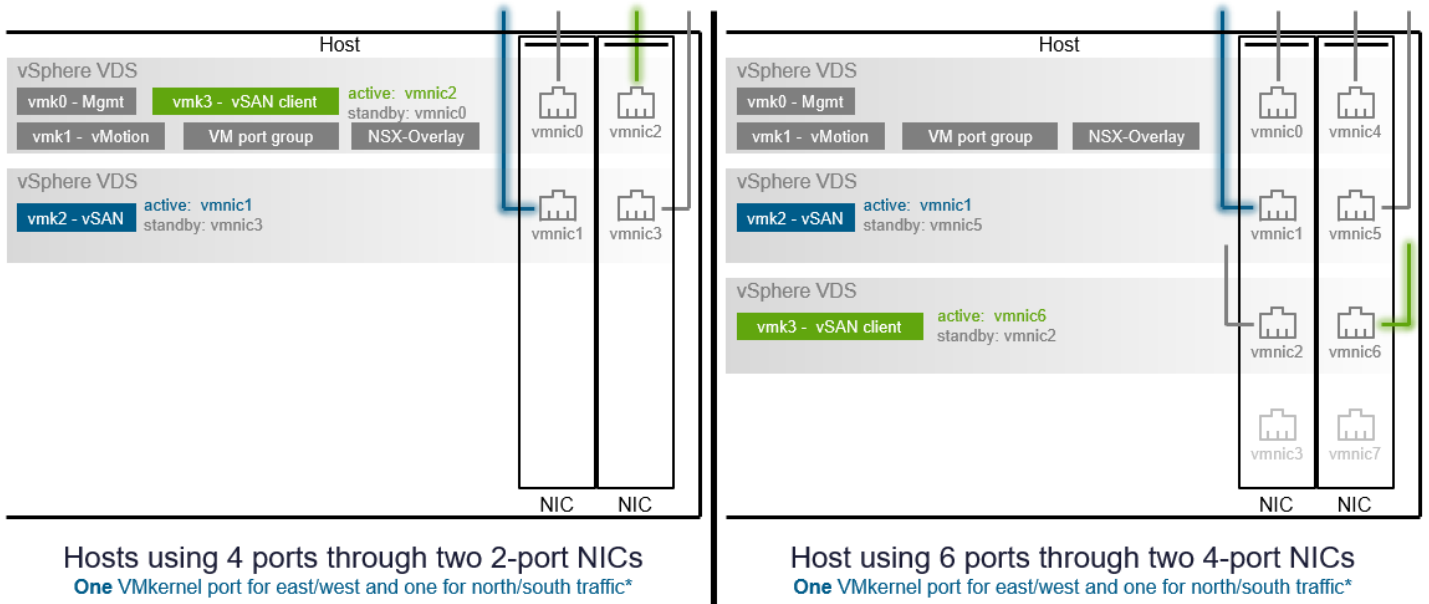 Host
vSphere VDS
vmk0 - Mgmt
vmk3 - vSAN client
active: vmnic2
standby: vmnic0
vmk1 - vMotion
VM port group
NSX-Overlay
vmnic0
vmnic2
vSphere VDS
vmk2 - vSAN
active: vmnic1
standby: vmnic3
vmnic1
vmnic3
NIC
NIC
Hosts using 4 ports through two 2-port NICs
One VMkernel port for east/west and one for north/south traffic*
Host
vSphere VDS
vmk0 - Mgmt
vmk1 - vMotion
VM port group
NSX-Overlay
vmnic0
vmnic4
vSphere VDS
vmk2 - vSAN
active: vmnic1
standby: vmnic5
vmnic1
vmnic5
vSphere VDS
vmk3 - vSAN client
active: vmnic6
standby: vmnic2
vmnic2
vmnic6
vmnic3
vmnic7
NIC
NIC
Host using 6 ports through two 4-port NICs
One VMkernel port for east/west and one for north/south traffic*